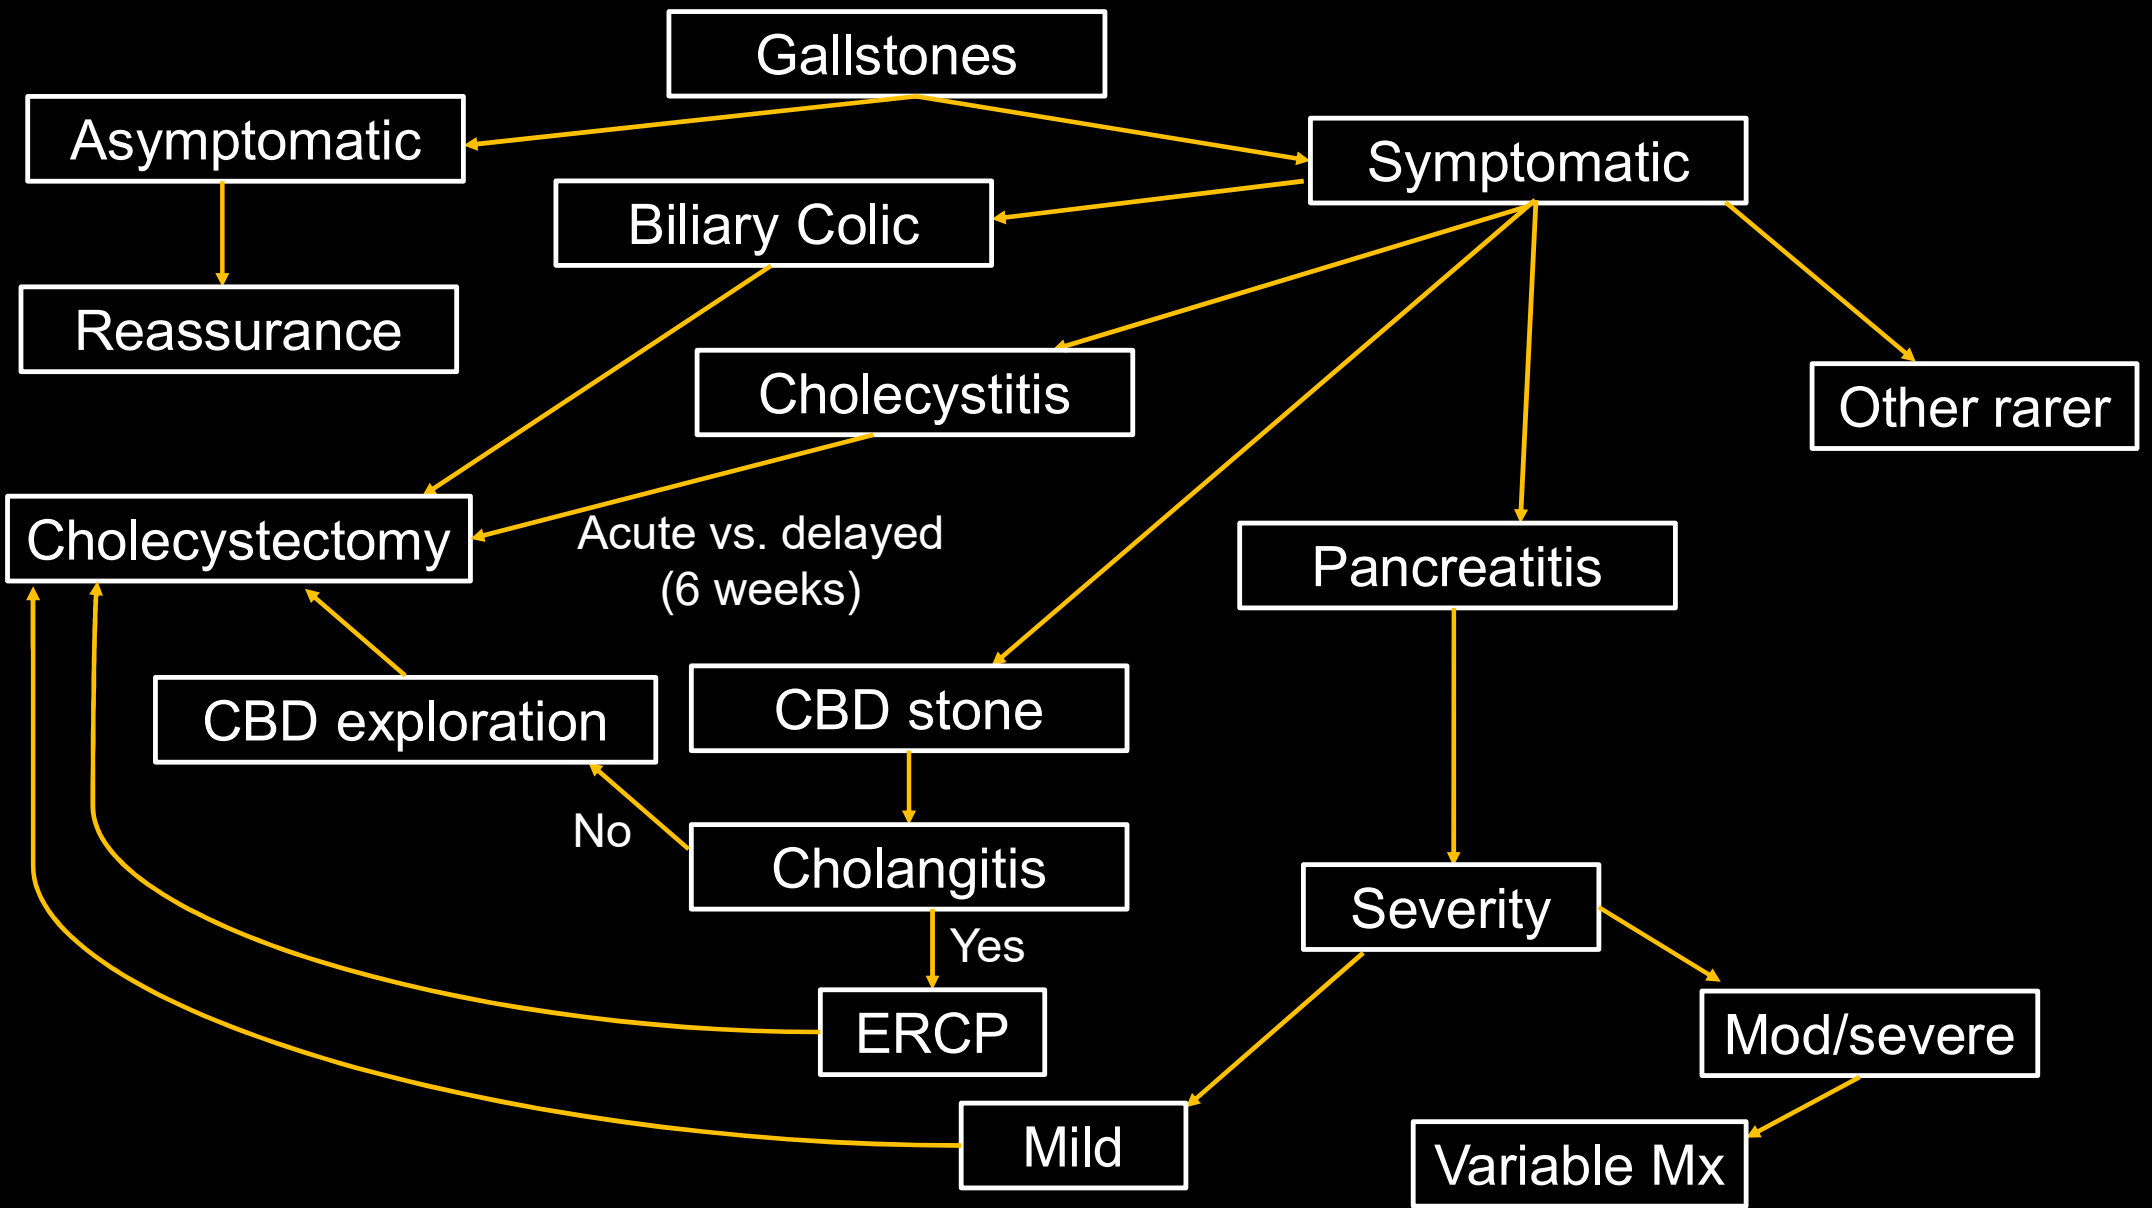 Gallstones
Asymptomatic
Symptomatic
Biliary Colic
Reassurance
Cholecystitis
Other rarer
Cholecystectomy
Acute vs. delayed
(6 weeks)
Pancreatitis
CBD exploration
CBD stone
No
Cholangitis
Severity
Yes
ERCP
Mod/severe
Mild
Variable Mx